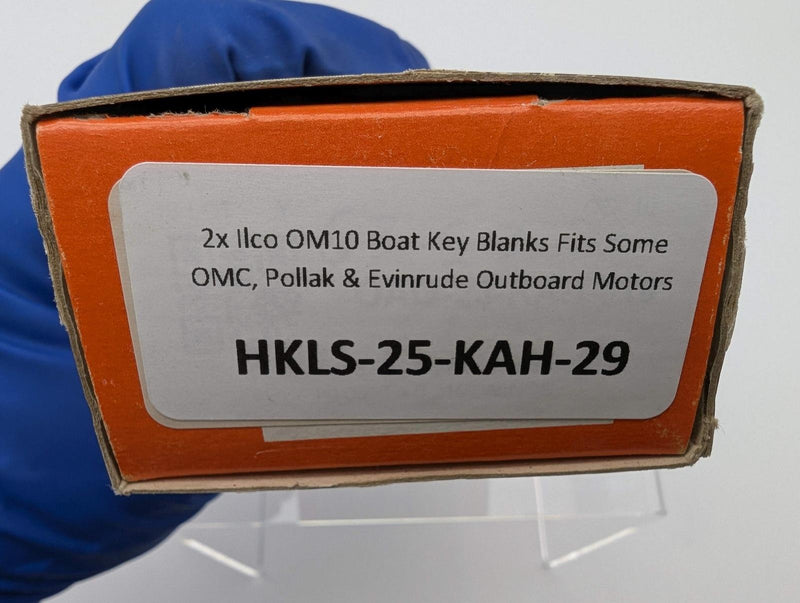 2x Ilco OM10 Boat Key Blanks Fits Some
OMC, Pollak & Evinrude Outboard Motors
HKLS-25-KAH-29